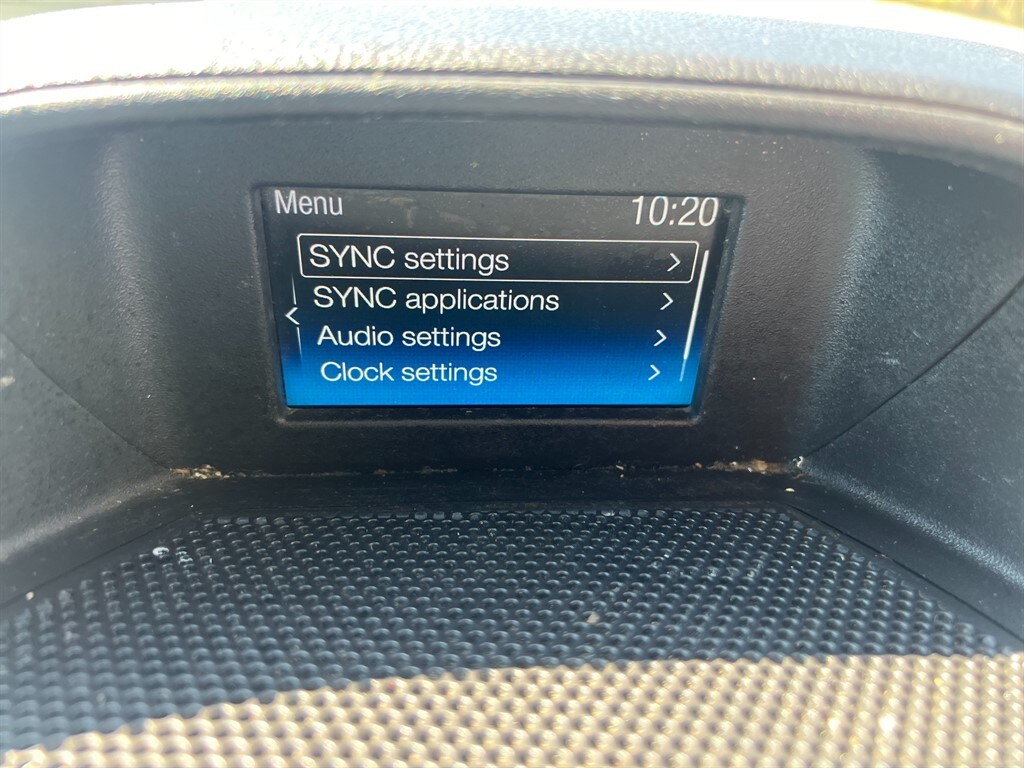 Menu 10:20
SYNC settings
SYNC applications
Audio settings
Clock settings